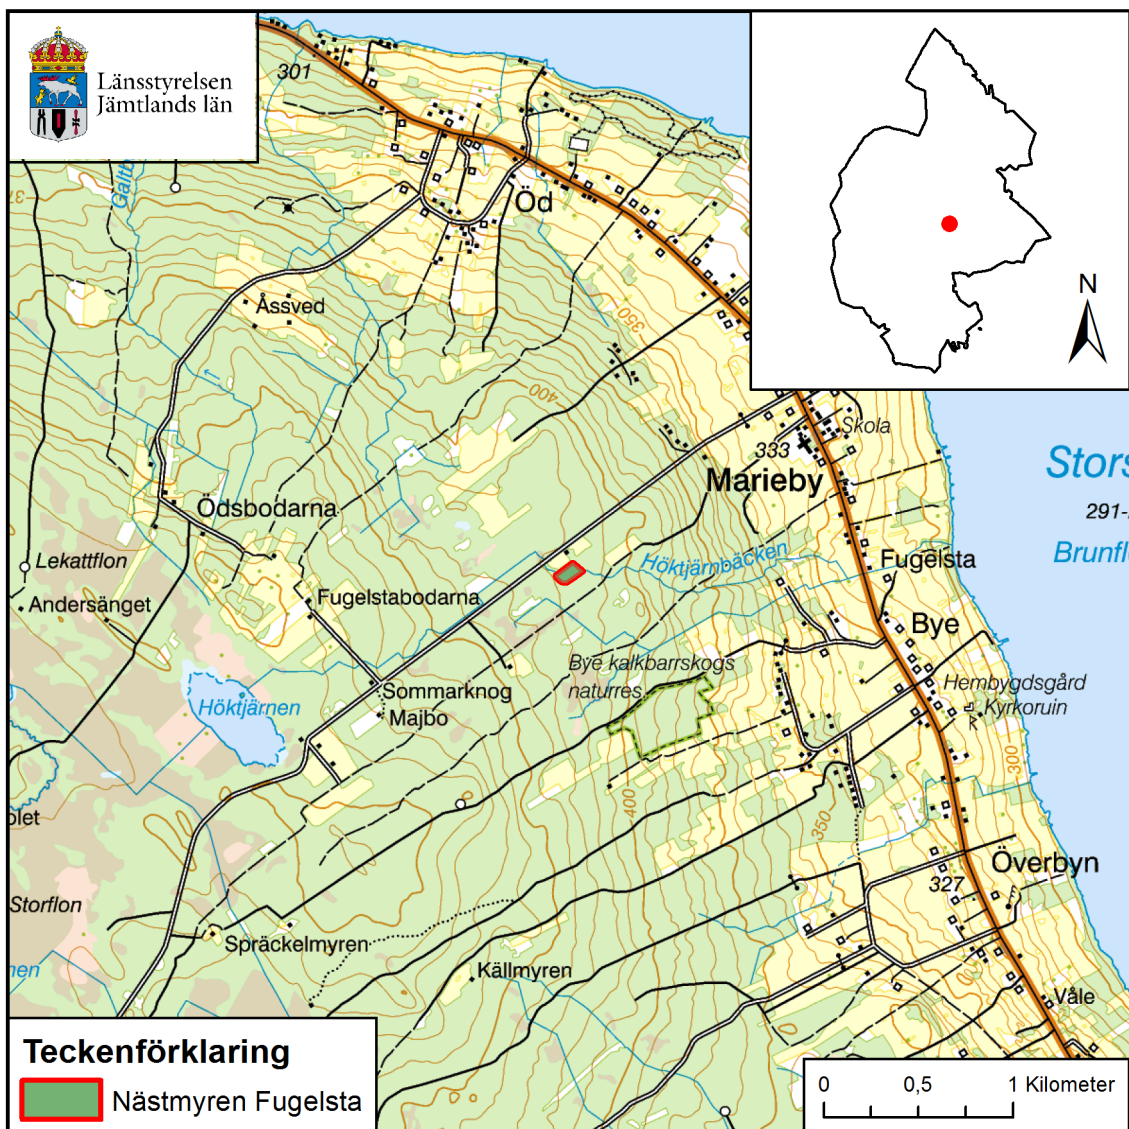 Länsstyrelsen
Jämtlands län
301
Öd
N
Åssved
350
400
Skola
333
Marieby
Stors
291-
Brunflo
Ödsbodarna
Höktjärnbäcken
Fugelsta
Lekattflon
Andersänget
Fugelstabodarna
Bye
Bye kalkbarrskogs
naturres.
Sommarknog
Majbo
Höktjärnen
Hembygdsgård
Kyrkoruin
300
400
350
Överbyn
327
Storflon
Spräckelmyren
Källmyren
Våle
Teckenförklaring
Nästmyren Fugelsta
0 0,5 1 Kilometer